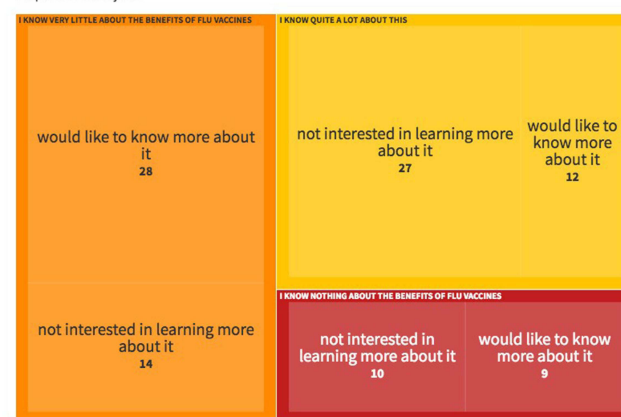 I KNOW VERY LITTLE ABOUT THE BENEFITS OF FLU VACCINES
would like to know more about
it
28
not interested in learning more
about it
14
I KNOW QUITE A LOT ABOUT THIS
not interested in learning more
about it
27
would like to
know more
about it
12
I KNOW NOTHING ABOUT THE BENEFITS OF FLU VACCINES
not interested in
learning more about it
10
would like to know
more about it
9